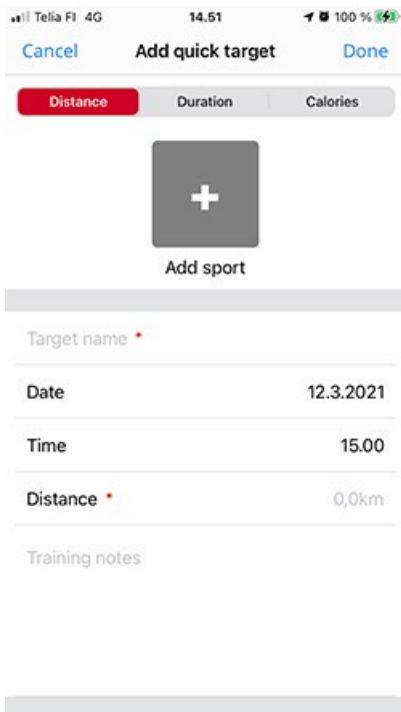 Telia FI 4G 14.51 100 %
Cancel Add quick target Done
Distance Duration Calories
Add sport
Target name *
Date 12.3.2021
Time 15.00
Distance * 0,0km
Training notes